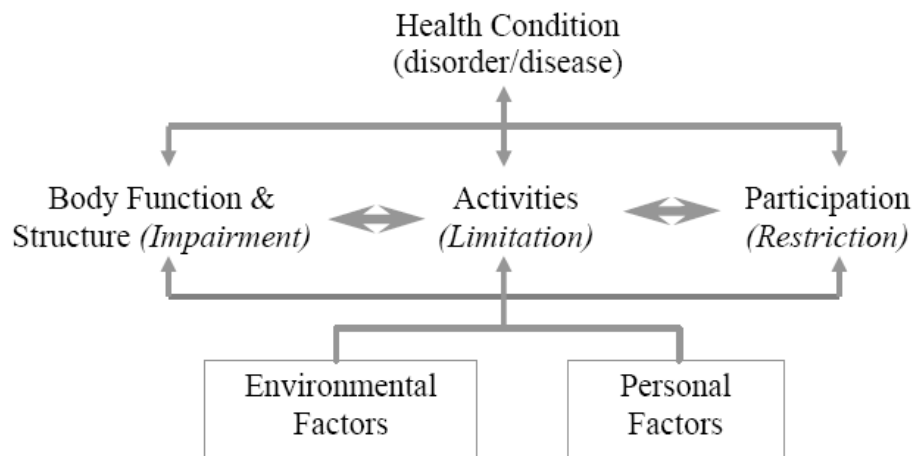 Health Condition
(disorder/disease)
Body Function &
Structure (Impairment)
Activities
(Limitation)
Participation
(Restriction)
Environmental
Factors
Personal
Factors